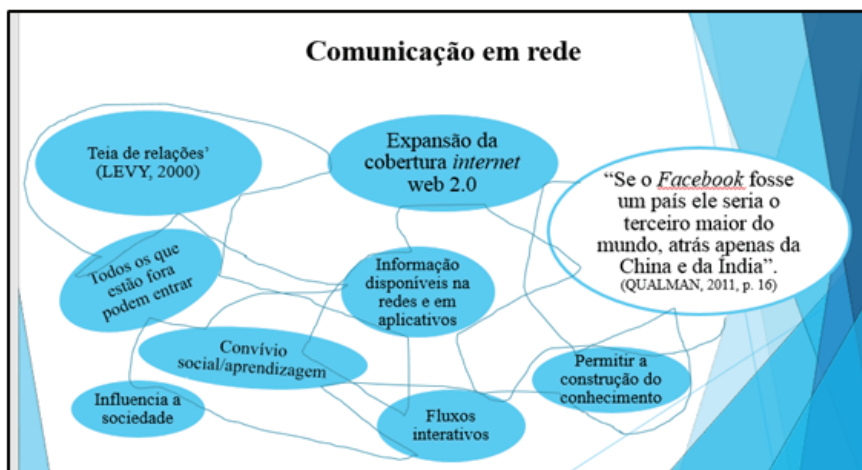 Comunicação em rede
Teia de relações’
(LEVY, 2000)
Expansão da
cobertura internet
web 2.0
“Se o Facebook fosse
um país ele seria o
terceiro maior do
mundo, atrás apenas da
China e da Índia”.
(QUALMAN, 2011, p. 16)
Todos os que
estão fora
podem entrar
Informação
disponíveis na
redes e em
aplicativos
Convívio
social/aprendizagem
Permitir a
construção do
conhecimento
Influencia a
sociedade
Fluxos
interativos